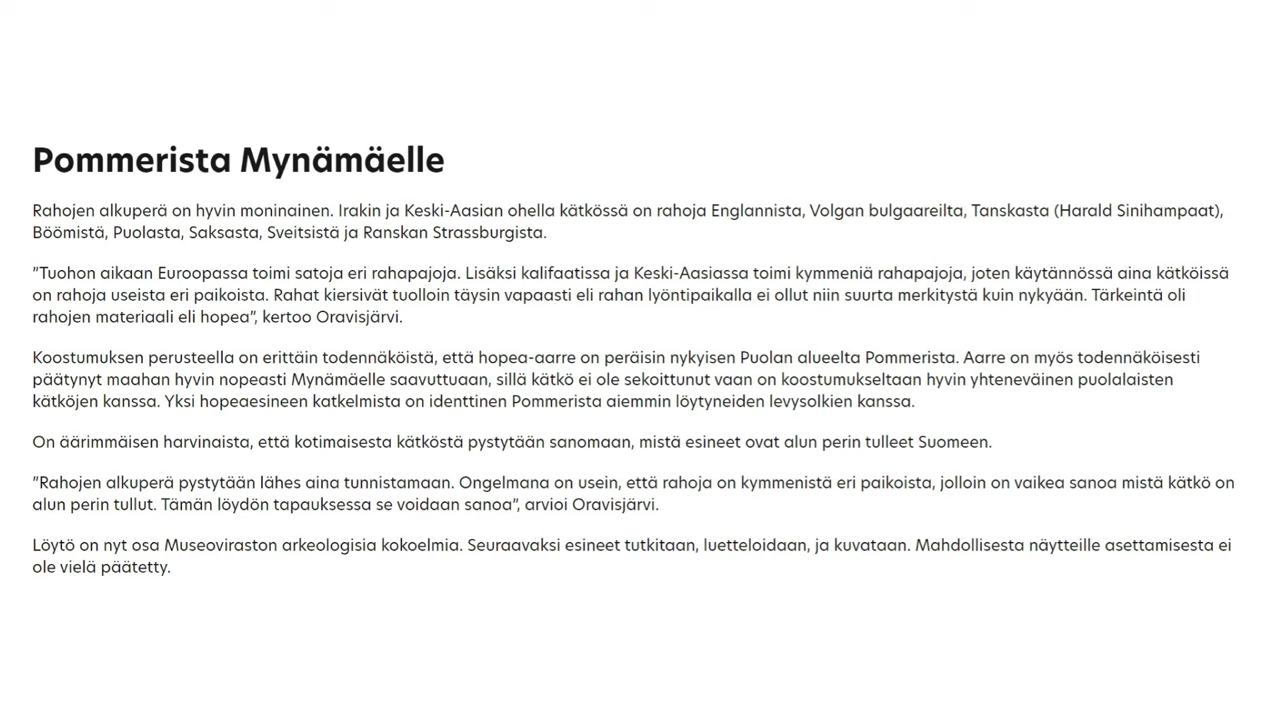 Pommerista Mynämäelle
Rahojen alkuperä on hyvin moninainen. Irakin ja Keski-Aasian ohella kätkössä on rahoja Englannista, Volgan bulgaareilta, Tanskasta (Harald Sinihampaat),
Böömistä, Puolasta, Saksasta, Sveitsistä ja Ranskan Strassburgista.
”Tuohon aikaan Euroopassa toimi satoja eri rahapajoja. Lisäksi kalifaatissa ja Keski-Aasiassa toimi kymmeniä rahapajoja, joten käytännössä aina kätköissä
on rahoja useista eri paikoista. Rahat kiersivät tuolloin täysin vapaasti eli rahan lyöntipaikalla ei ollut niin suurta merkitystä kuin nykyään. Tärkeintä oli
rahojen materiaali eli hopea”, kertoo Oravisjärvi.
Koostumuksen perusteella on erittäin todennäköistä, että hopea-aarre on peräisin nykyisen Puolan alueelta Pommerista. Aarre on myös todennäköisesti
päätynyt maahan hyvin nopeasti Mynämäelle saavuttuaan, sillä kätkö ei ole sekoittunut vaan on koostumukseltaan hyvin yhteneväinen puolalaisten
kätköjen kanssa. Yksi hopeaesineen katkelmista on identtinen Pommerista aiemmin löytyneiden levysolkien kanssa.
On äärimmäisen harvinaista, että kotimaisesta kätköstä pystytään sanomaan, mistä esineet ovat alun perin tulleet Suomeen.
”Rahojen alkuperä pystytään lähes aina tunnistamaan. Ongelmana on usein, että rahoja on kymmenistä eri paikoista, jolloin on vaikea sanoa mistä kätkö on
alun perin tullut. Tämän löydön tapauksessa se voidaan sanoa”, arvioi Oravisjärvi.
Löytö on nyt osa Museoviraston arkeologisia kokoelmia. Seuraavaksi esineet tutkitaan, luetteloidaan, ja kuvataan. Mahdollisesta näytteille asettamisesta ei
ole vielä päätetty.